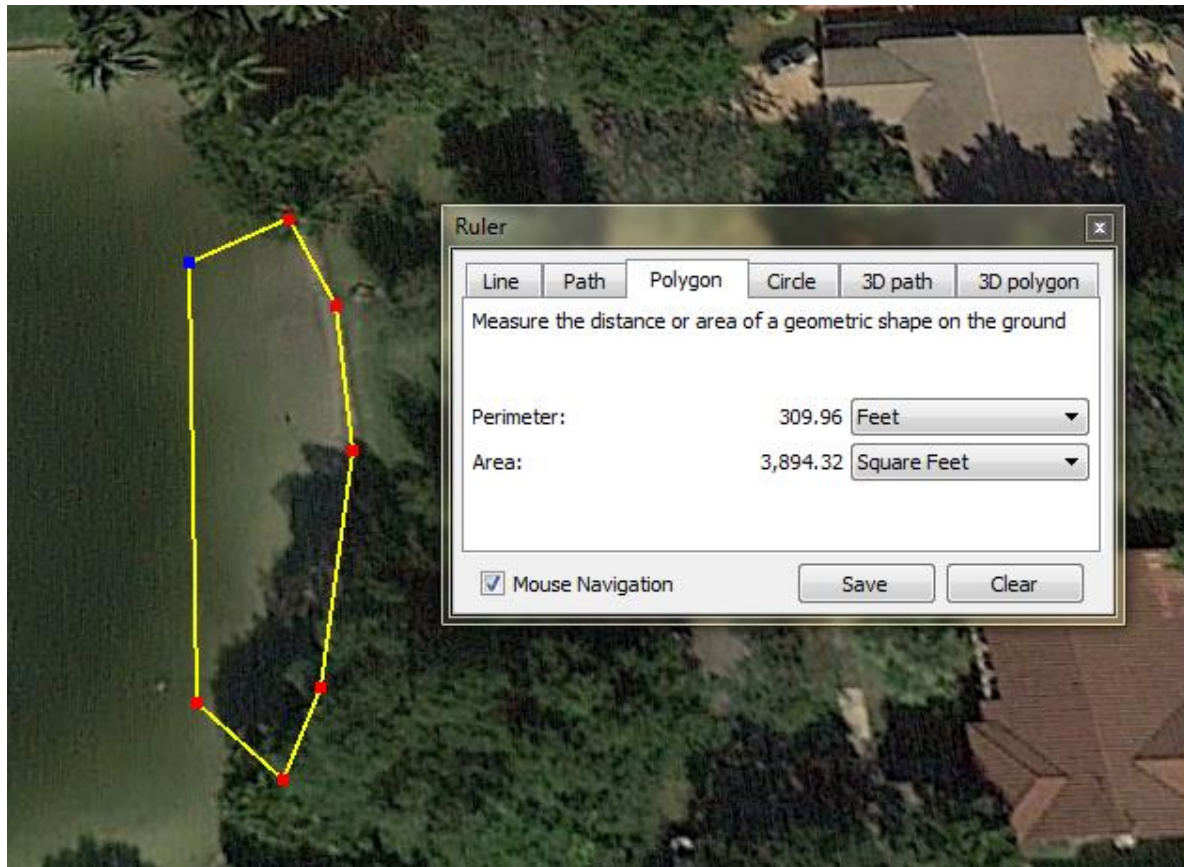 Ruler
Line Path Polygon Circle 3D path 3D polygon
Measure the distance or area of a geometric shape on the ground
Perimeter: 309.96 Feet
Area: 3,894.32 Square Feet
Mouse Navigation Save Clear